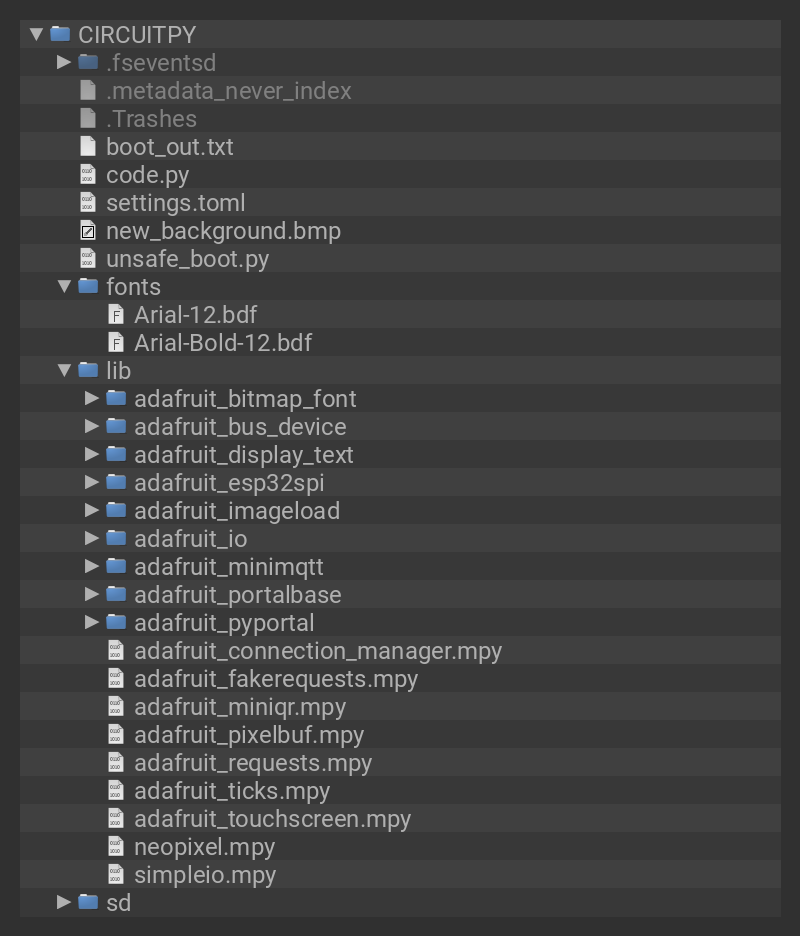 CIRCUITPY
.fseventsd
.metadata_never_index
.Trashes
boot_out.txt
code.py
settings.toml
new_background.bmp
unsafe_boot.py
fonts
Arial-12.bdf
Arial-Bold-12.bdf
lib
adafruit_bitmap_font
adafruit_bus_device
adafruit_display_text
adafruit_esp32spi
adafruit_imageload
adafruit_io
adafruit_minimqtt
adafruit_portalbase
adafruit_pyportal
adafruit_connection_manager.mpy
adafruit_fakerequests.mpy
adafruit_miniqr.mpy
adafruit_pixelbuf.mpy
adafruit_requests.mpy
adafruit_ticks.mpy
adafruit_touchscreen.mpy
neopixel.mpy
simpleio.mpy
sd